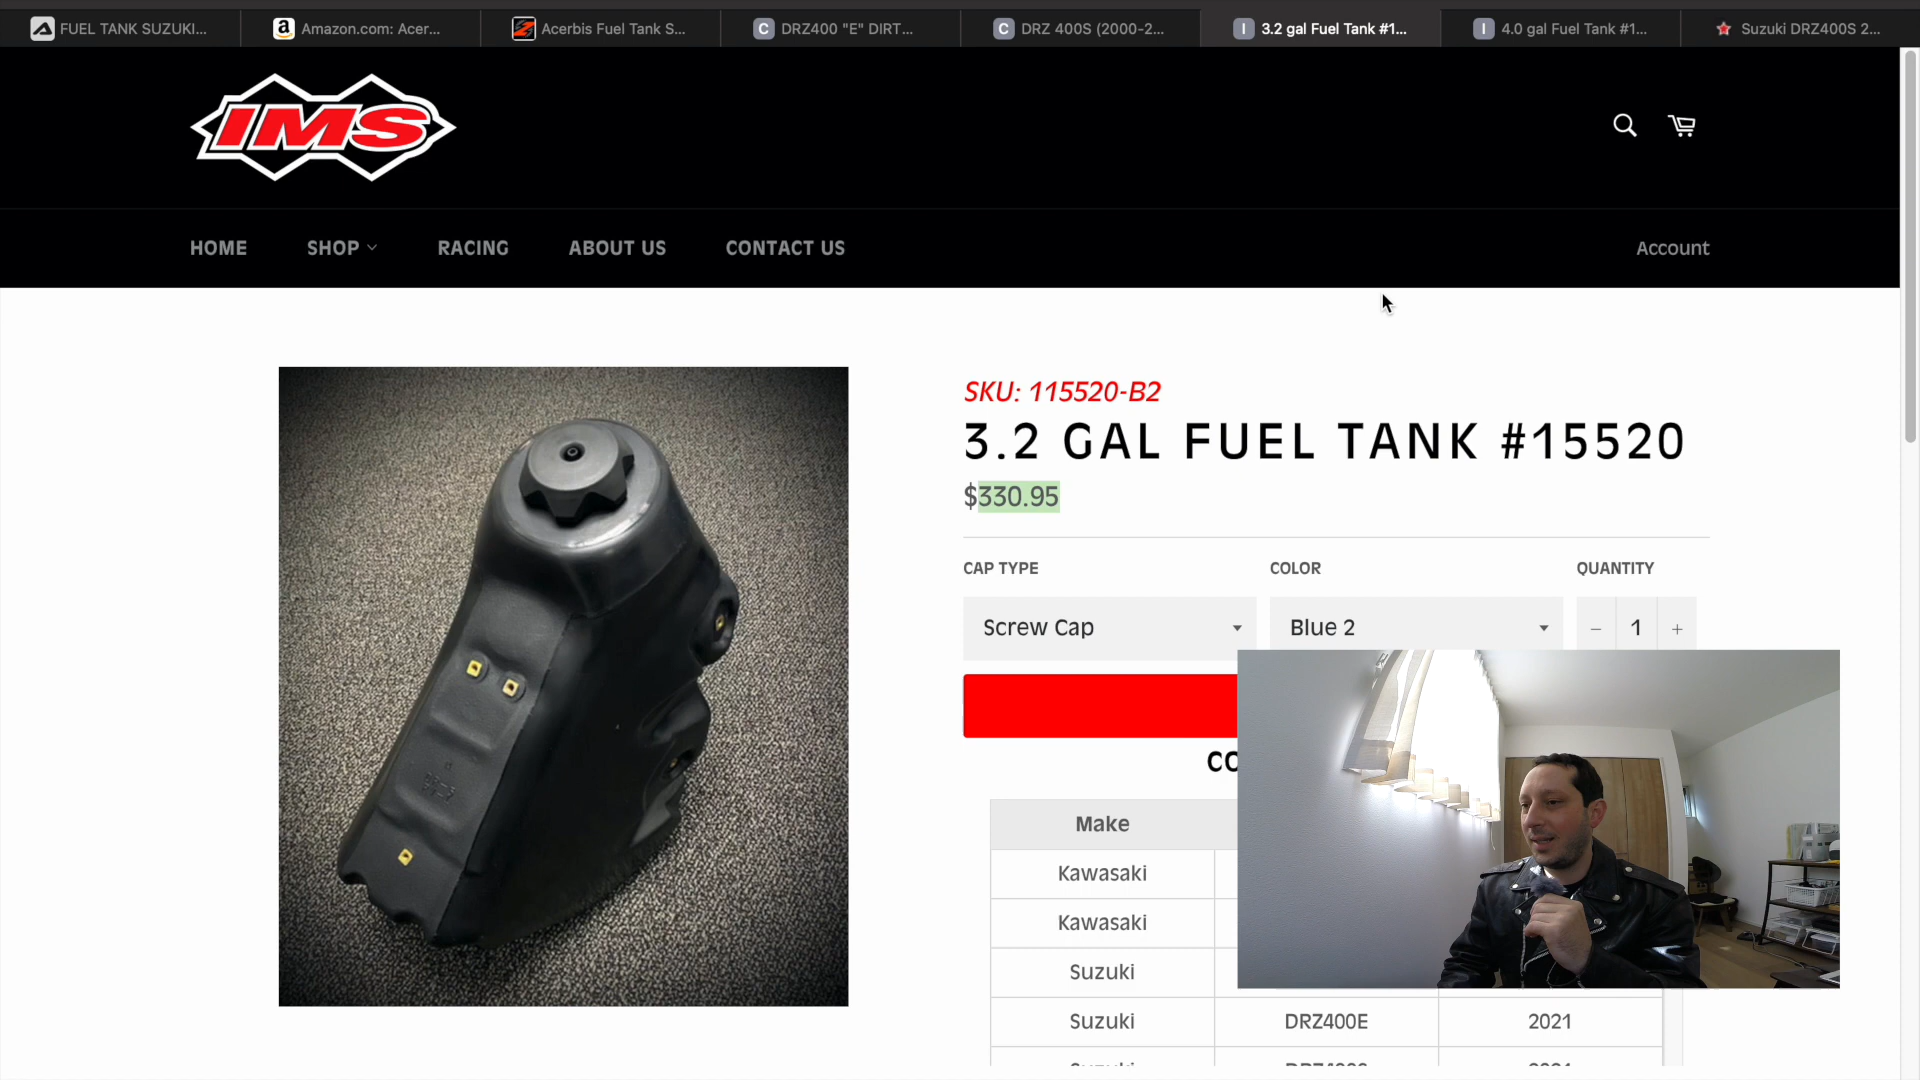 FUEL TANK SUZUKI...
Amazon.com: Acer...
Acerbis Fuel Tank S...
C DRZ400 "E" DIRT...
C DRZ 400S (2000-2...
I 3.2 gal Fuel Tank #1...
I 4.0 gal Fuel Tank #1...
Suzuki DRZ400S 2...
IMS
HOME
SHOP
RACING
ABOUT US
CONTACT US
Account
SKU: 115520-B2
3.2 GAL FUEL TANK #15520
$330.95
CAP TYPE
COLOR
QUANTITY
Screw Cap
Blue 2
− 1 +
CO
Make
Kawasaki
Kawasaki
Suzuki
Suzuki DRZ400E 2021